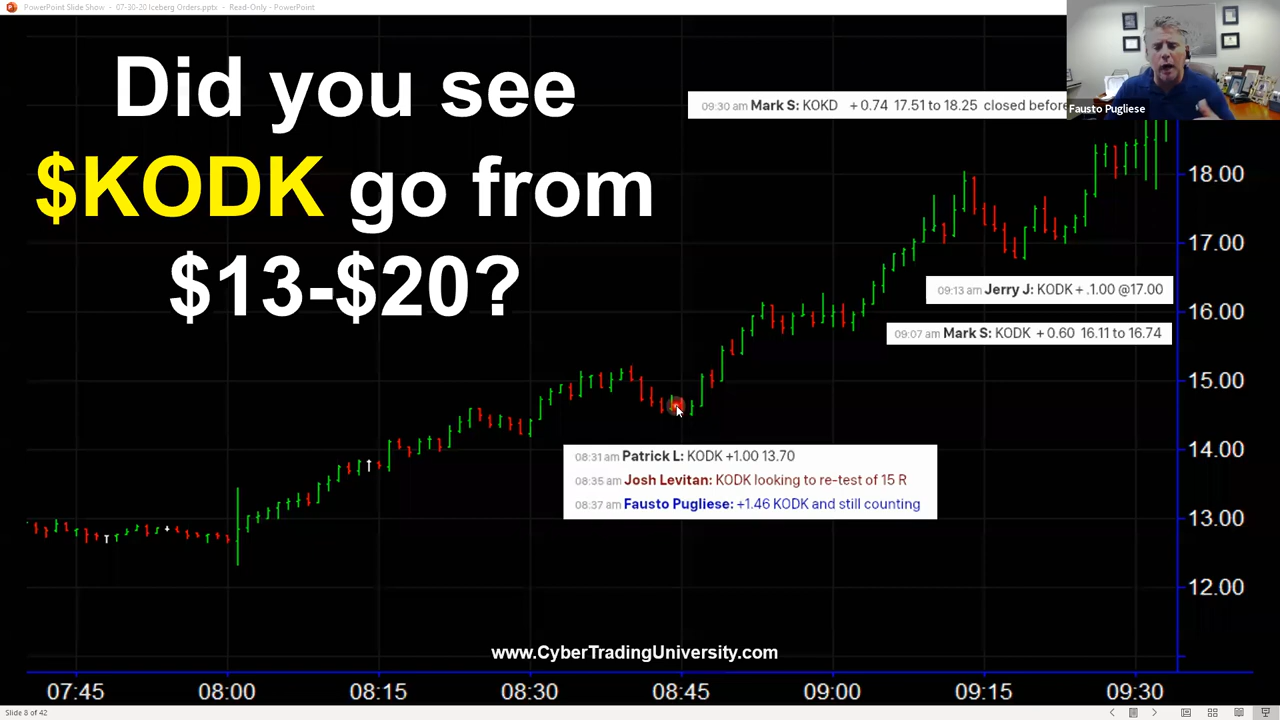 PowerPoint Slide Show - 07-30-20 Iceberg Orders.pptx - Read-Only - PowerPoint
Did you see
$KODK go from
$13-$20?
09:30 am Mark S: KOKD + 0.74 17.51 to 18.25 closed before
Fausto Pugliese
18.00
17.00
09:13 am Jerry J: KODK + .1.00 @17.00
16.00
09:07 am Mark S: KODK + 0.60 16.11 to 16.74
15.00
14.00
08:31 am Patrick L: KODK +1.00 13.70
08:35 am Josh Levitan: KODK looking to re-test of 15 R
08:37 am Fausto Pugliese: +1.46 KODK and still counting
13.00
12.00
www.CyberTradingUniversity.com
07:45 08:00 08:15 08:30 08:45 09:00 09:15 09:30
Slide 8 of 42